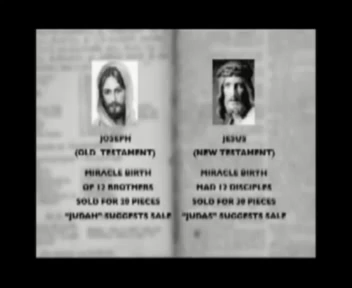 JOSEPH
(OLD TESTAMENT)
MIRACLE BIRTH
OF 12 BROTHERS
SOLD FOR 20 PIECES
"JUDAH" SUGGESTS SALE
JESUS
(NEW TESTAMENT)
MIRACLE BIRTH
HAD 12 DISCIPLES
SOLD FOR 30 PIECES
"JUDAS" SUGGESTS SALE